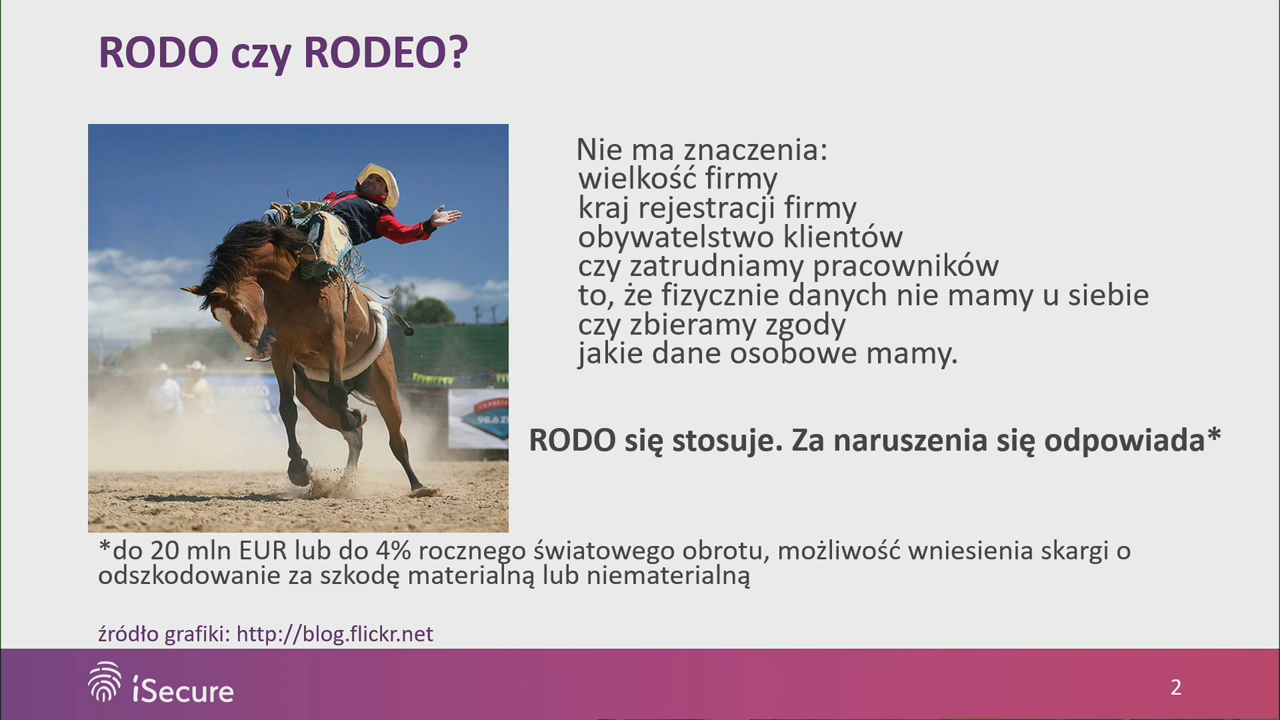 RODO czy RODEO?
Nie ma znaczenia:
wielkość firmy
kraj rejestracji firmy
obywatelstwo klientów
czy zatrudniamy pracowników
to, że fizycznie danych nie mamy u siebie
czy zbieramy zgody
jakie dane osobowe mamy.
RODO się stosuje. Za naruszenia się odpowiada*
*do 20 mln EUR lub do 4% rocznego światowego obrotu, możliwość wniesienia skargi o
odszkodowanie za szkodę materialną lub niematerialną
źródło grafiki: http://blog.flickr.net
iSecure
2